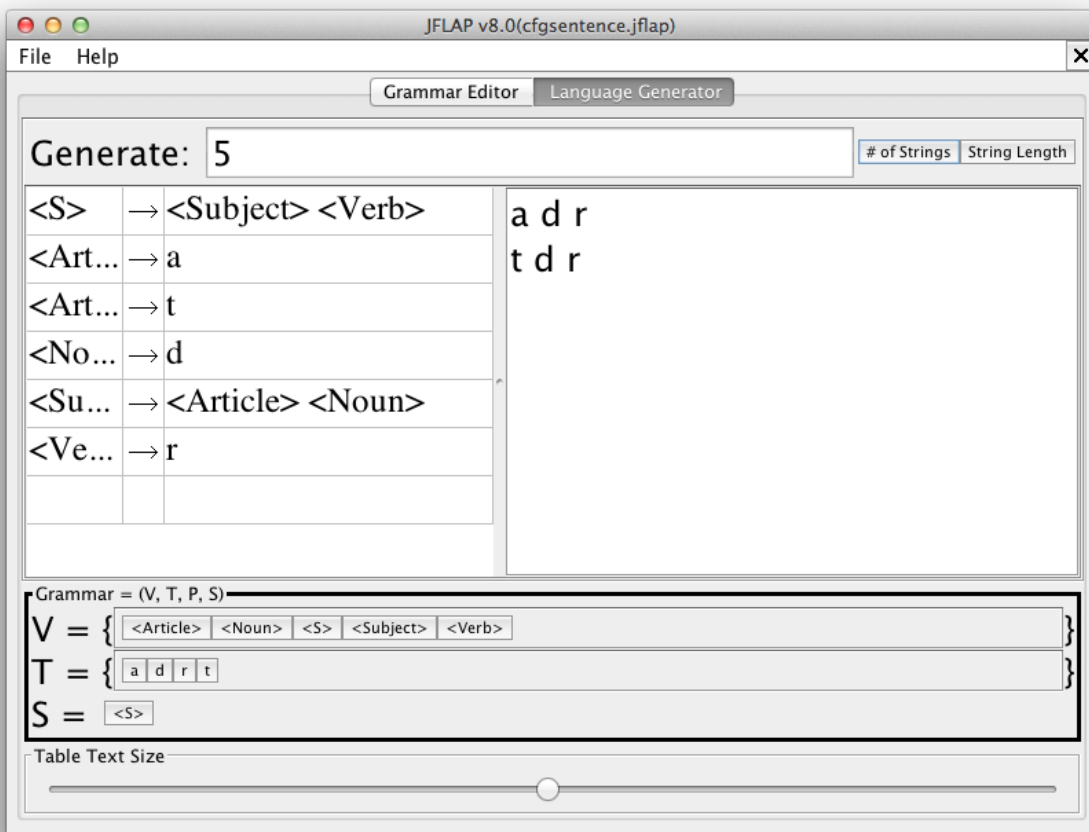 JFLAP v8.0(cfgsentence.jflap)
File Help
Grammar Editor Language Generator
Generate: 5 # of Strings String Length
<S> → <Subject> <Verb>
<Art... → a
<Art... → t
<No... → d
<Su... → <Article> <Noun>
<Ve... → r
a d r
t d r
Grammar = (V, T, P, S)
V = { <Article> <Noun> <S> <Subject> <Verb> }
T = { a d r t }
S = <S>
Table Text Size